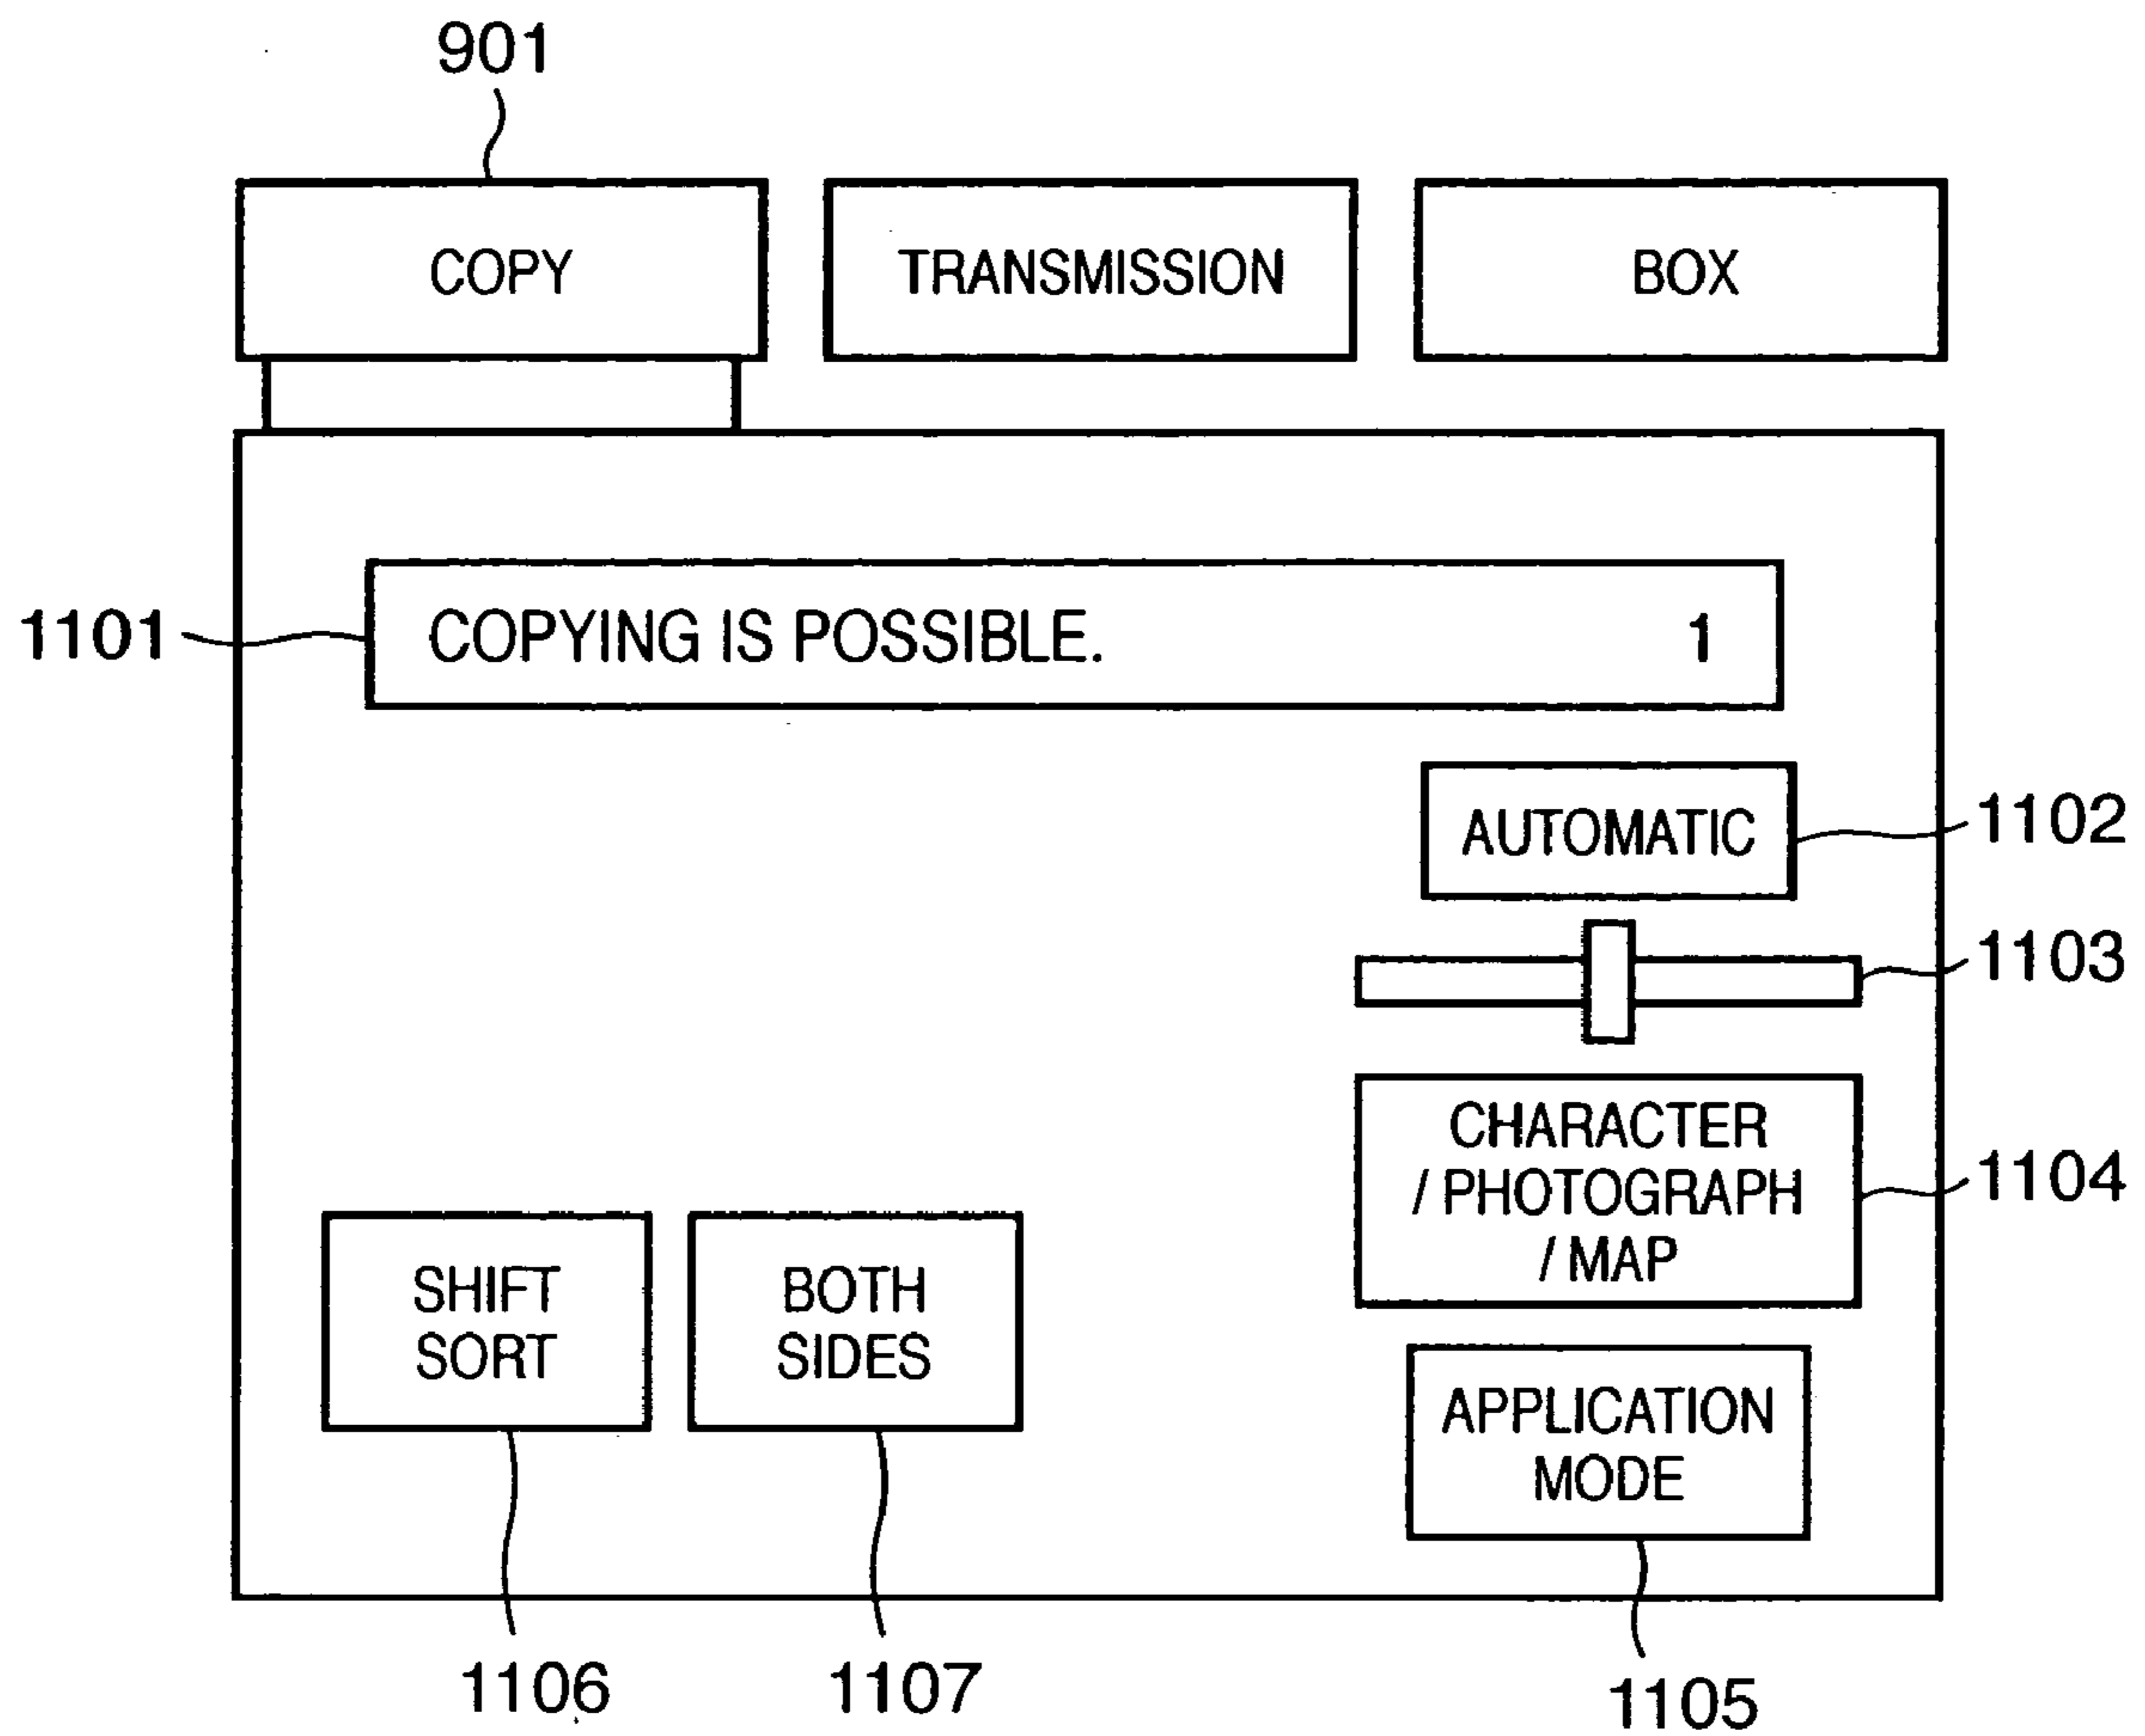 901
COPY
TRANSMISSION
BOX
1101
COPYING IS POSSIBLE. 1
AUTOMATIC
1102
1103
CHARACTER
/ PHOTOGRAPH
/ MAP
1104
SHIFT
SORT
BOTH
SIDES
APPLICATION
MODE
1106
1107
1105